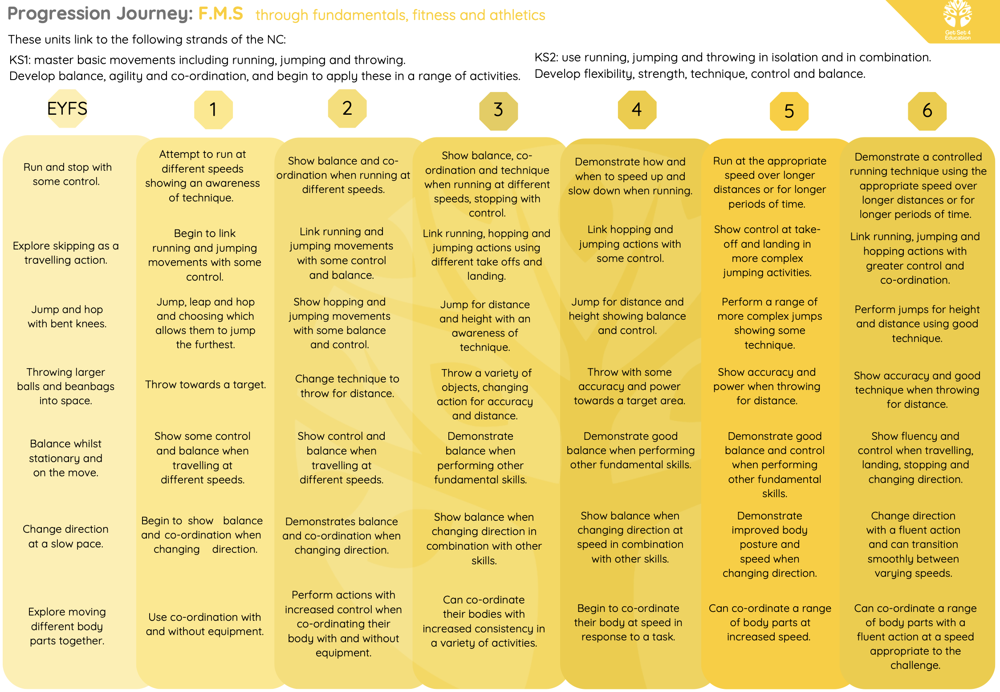 Progression Journey: F.M.S through fundamentals, fitness and athletics
Get Set 4
Education
These units link to the following strands of the NC:
KS1: master basic movements including running, jumping and throwing.
Develop balance, agility and co-ordination, and begin to apply these in a range of activities.
KS2: use running, jumping and throwing in isolation and in combination.
Develop flexibility, strength, technique, control and balance.
EYFS
Run and stop with
some control.
Explore skipping as a
travelling action.
Jump and hop
with bent knees.
Throwing larger
balls and beanbags
into space.
Balance whilst
stationary and
on the move.
Change direction
at a slow pace.
Explore moving
different body
parts together.
1
Attempt to run at
different speeds
showing an awareness
of technique.
Begin to link
running and jumping
movements with some
control.
Jump, leap and hop
and choosing which
allows them to jump
the furthest.
Throw towards a target.
Show some control
and balance when
travelling at
different speeds.
Begin to show balance
and co-ordination when
changing direction.
Use co-ordination with
and without equipment.
2
Show balance and co-
ordination when running at
different speeds.
Link running and
jumping movements
with some control
and balance.
Show hopping and
jumping movements
with some balance
and control.
Change technique to
throw for distance.
Show control and
balance when
travelling at
different speeds.
Demonstrates balance
and co-ordination when
changing direction.
Perform actions with
increased control when
co-ordinating their
body with and without
equipment.
3
Show balance, co-
ordination and technique
when running at different
speeds, stopping with
control.
Link running, hopping and
jumping actions using
different take offs and
landing.
Jump for distance
and height with an
awareness of
technique.
Throw a variety of
objects, changing
action for accuracy
and distance.
Demonstrate
balance when
performing other
fundamental skills.
Show balance when
changing direction in
combination with other
skills.
Can co-ordinate
their bodies with
increased consistency in
a variety of activities.
4
Demonstrate how and
when to speed up and
slow down when running.
Link hopping and
jumping actions with
some control.
Jump for distance and
height showing balance
and control.
Throw with some
accuracy and power
towards a target area.
Demonstrate good
balance when performing
other fundamental skills.
Show balance when
changing direction at
speed in combination
with other skills.
Begin to co-ordinate
their body at speed in
response to a task.
5
Run at the appropriate
speed over longer
distances or for longer
periods of time.
Show control at take-
off and landing in
more complex
jumping activities.
Perform a range of
more complex jumps
showing some
technique.
Show accuracy and
power when throwing
for distance.
Demonstrate good
balance and control
when performing
other fundamental
skills.
Demonstrate
improved body
posture and
speed when
changing direction.
Can co-ordinate a range
of body parts at
increased speed.
6
Demonstrate a controlled
running technique using the
appropriate speed over
longer distances or for
longer periods of time.
Link running, jumping and
hopping actions with
greater control and
co-ordination.
Perform jumps for height
and distance using good
technique.
Show accuracy and good
technique when throwing
for distance.
Show fluency and
control when travelling,
landing, stopping and
changing direction.
Change direction
with a fluent action
and can transition
smoothly between
varying speeds.
Can co-ordinate a range
of body parts with a
fluent action at a speed
appropriate to the
challenge.